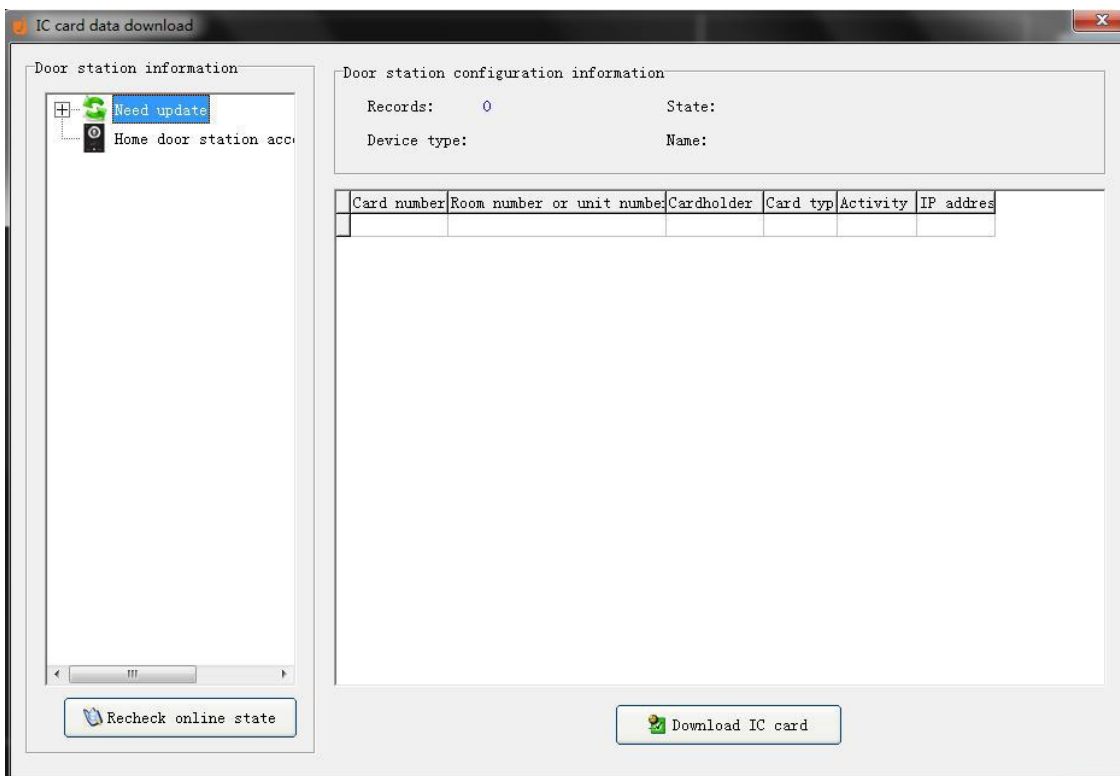 IC card data download
Door station information
Need update
Home door station acc
Recheck online state
Door station configuration information
Records: 0 State:
Device type: Name:
Card number Room number or unit numbe Cardholder Card typ Activity IP addres
Download IC card